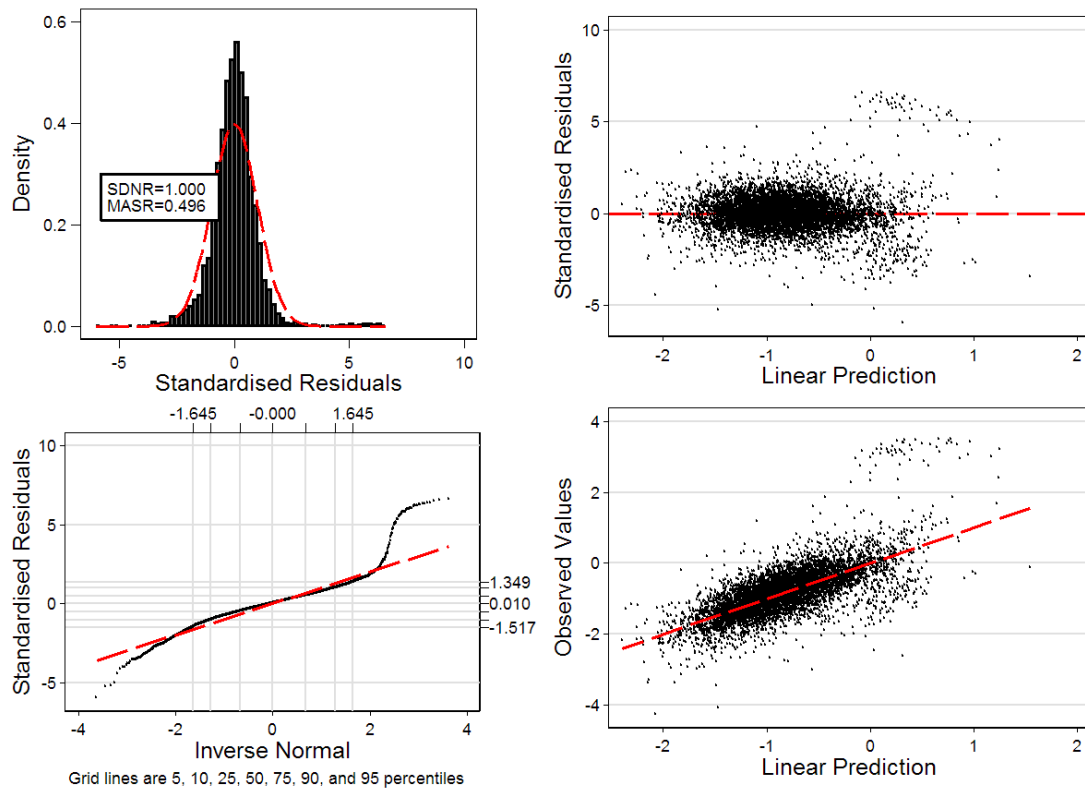 0.6
0.4
0.2
0.0
Density
SDNR=1.000
MASR=0.496
-5 0 5 10
Standardised Residuals
10
5
0
-5
Standardised Residuals
-2 -1 0 1 2
Linear Prediction
-1.645 -0.000 1.645
10
5
0
-5
Standardised Residuals
1.349
0.010
-1.517
-4 -2 0 2 4
Inverse Normal
Grid lines are 5, 10, 25, 50, 75, 90, and 95 percentiles
4
2
0
-2
-4
Observed Values
-2 -1 0 1 2
Linear Prediction